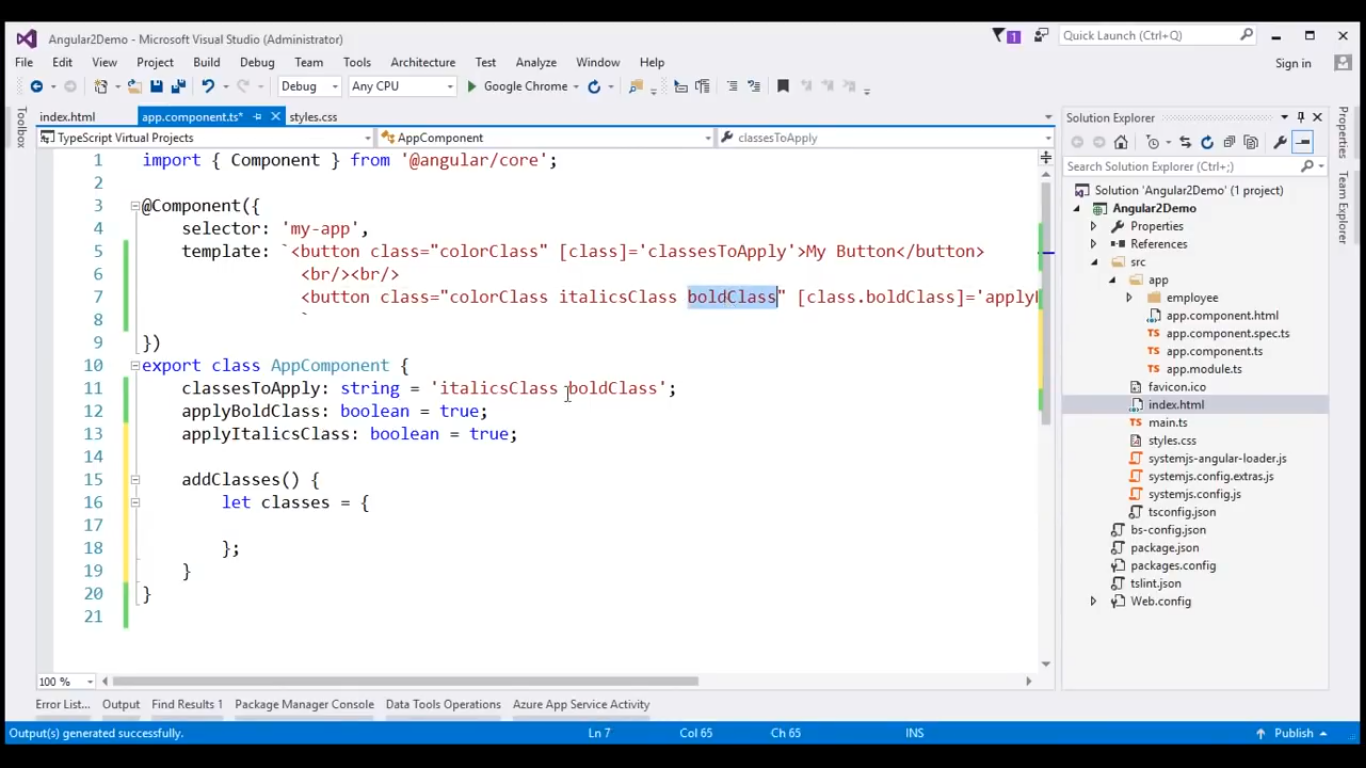 Angular2Demo - Microsoft Visual Studio (Administrator)
1
Quick Launch (Ctrl+Q)
File Edit View Project Build Debug Team Tools Architecture Test Analyze Window Help
Sign in
Debug Any CPU Google Chrome
Toolbox
index.html app.component.ts* styles.css
TypeScript Virtual Projects AppComponent classesToApply
1 import { Component } from '@angular/core';
2
3 @Component({
4 selector: 'my-app',
5 template: `<button class="colorClass" [class]='classesToApply'>My Button</button>
6 <br/><br/>
7 <button class="colorClass italicsClass boldClass" [class.boldClass]='apply
8 `
9 })
10 export class AppComponent {
11 classesToApply: string = 'italicsClass boldClass';
12 applyBoldClass: boolean = true;
13 applyItalicsClass: boolean = true;
14
15 addClasses() {
16 let classes = {
17
18 };
19 }
20 }
21
100 %
Solution Explorer
Search Solution Explorer (Ctrl+;)
Solution 'Angular2Demo' (1 project)
Angular2Demo
Properties
References
src
app
employee
app.component.html
app.component.spec.ts
app.component.ts
app.module.ts
favicon.ico
index.html
main.ts
styles.css
systemjs-angular-loader.js
systemjs.config.extras.js
systemjs.config.js
tsconfig.json
bs-config.json
package.json
packages.config
tslint.json
Web.config
Properties
Team Explorer
Error List... Output Find Results 1 Package Manager Console Data Tools Operations Azure App Service Activity
Output(s) generated successfully. Ln 7 Col 65 Ch 65 INS Publish